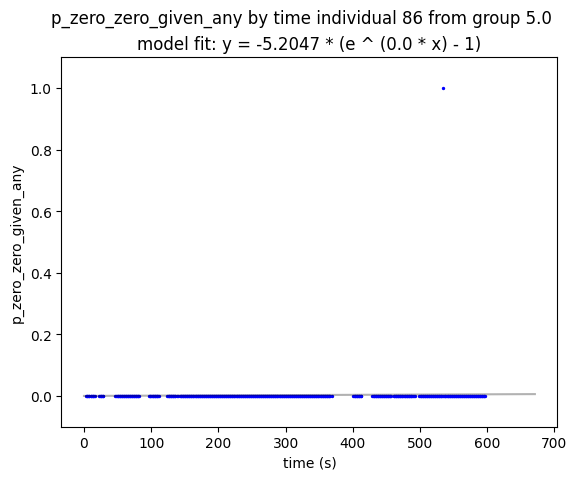 p_zero_zero_given_any by time individual 86 from group 5.0
model fit: y = -5.2047 * (e ^ (0.0 * x) - 1)
1.0
0.8
0.6
0.4
0.2
0.0
p_zero_zero_given_any
0 100 200 300 400 500 600 700
time (s)